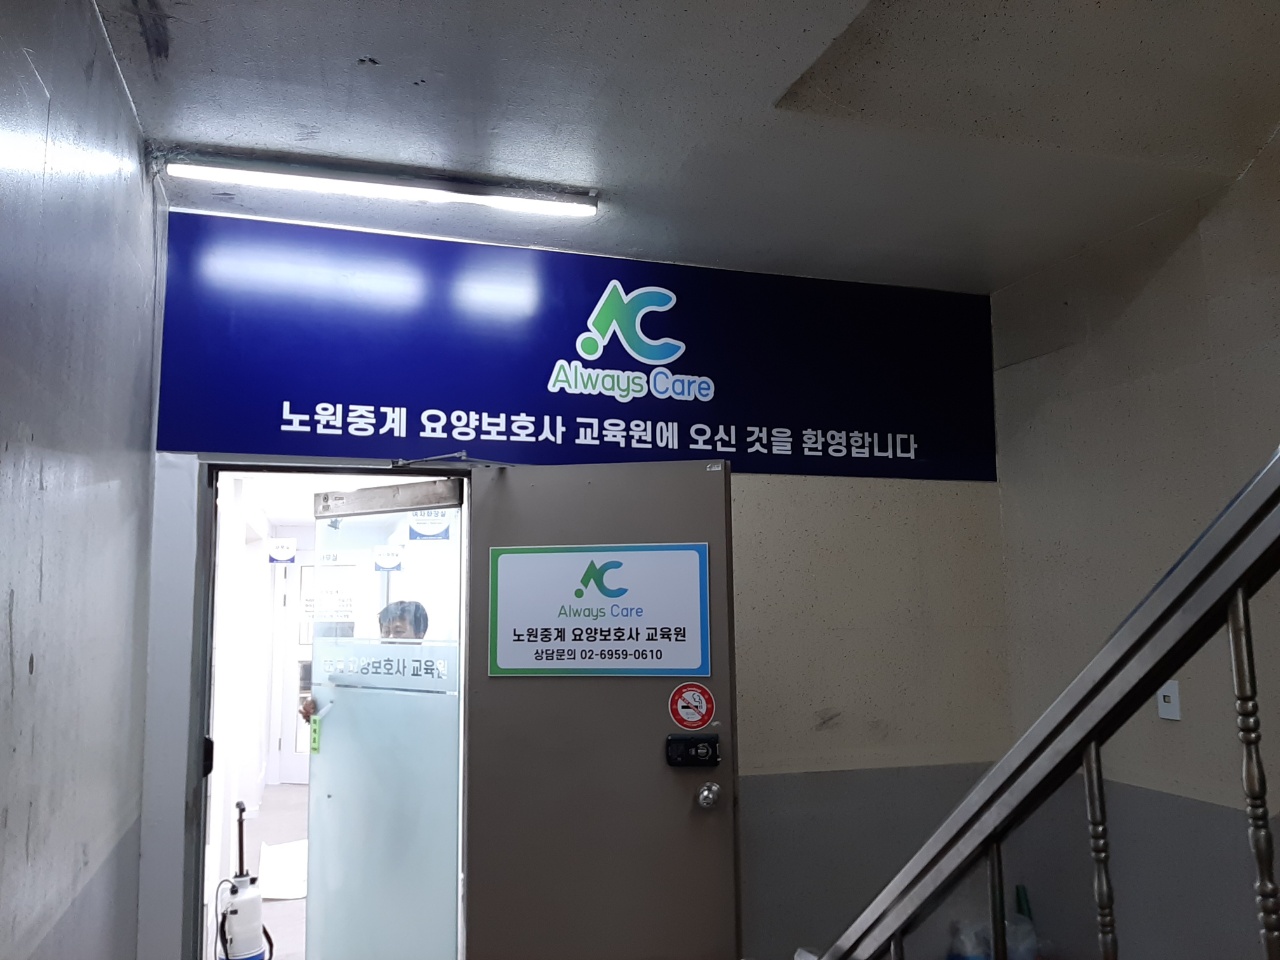 AC
Always Care
노원중계 요양보호사 교육원에 오신 것을 환영합니다
AC
Always Care
노원중계 요양보호사 교육원
상담문의 02-6959-0610
요양보호사 교육원